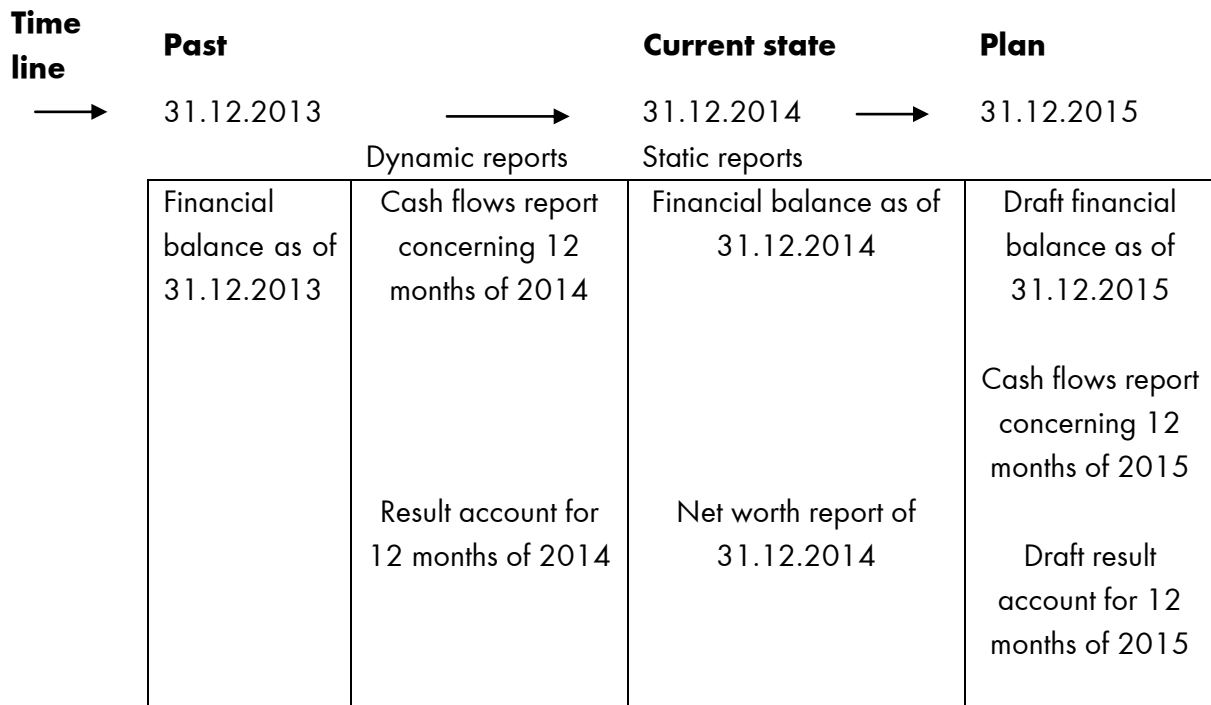 Time
line
Past
Current state
Plan
31.12.2013
31.12.2014
31.12.2015
Dynamic reports
Static reports
Financial
balance as of
31.12.2013
Cash flows report
concerning 12
months of 2014
Result account for
12 months of 2014
Financial balance as of
31.12.2014
Net worth report of
31.12.2014
Draft financial
balance as of
31.12.2015
Cash flows report
concerning 12
months of 2015
Draft result
account for 12
months of 2015